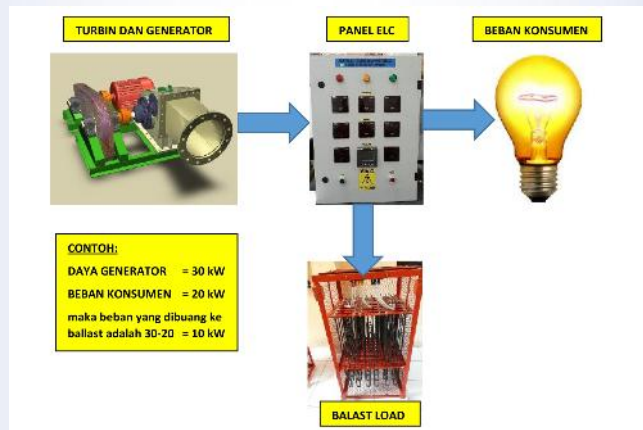 TURBIN DAN GENERATOR
PANEL ELC
BEBAN KONSUMEN
CONTOH:
DAYA GENERATOR = 30 kW
BEBAN KONSUMEN = 20 kW
maka beban yang dibuang ke
ballast adalah 30-20 = 10 kW
BALAST LOAD